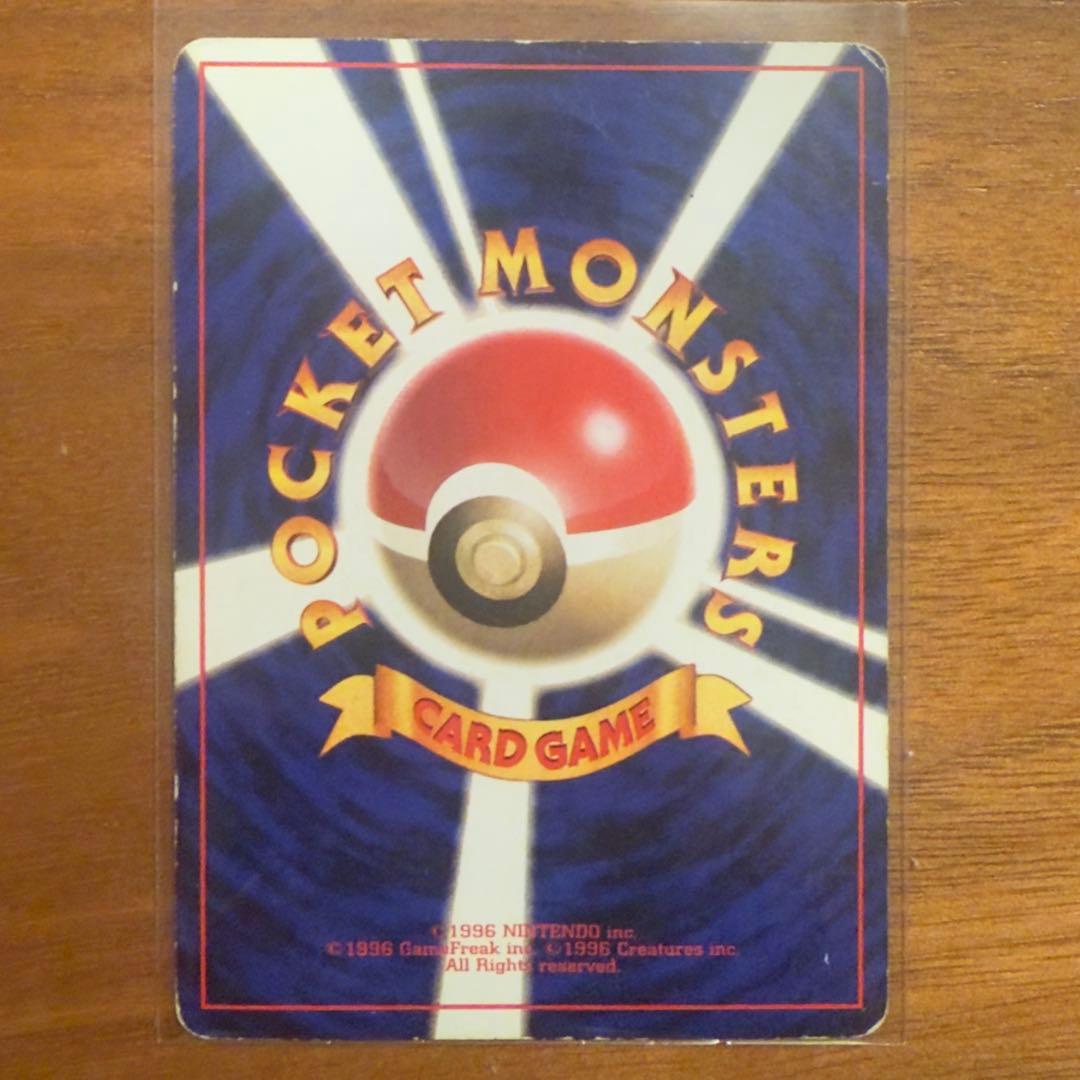 POCKET MONSTERS
CARD GAME
©1996 NINTENDO inc.
©1996 GameFreak inc. ©1996 Creatures inc.
All Rights reserved.